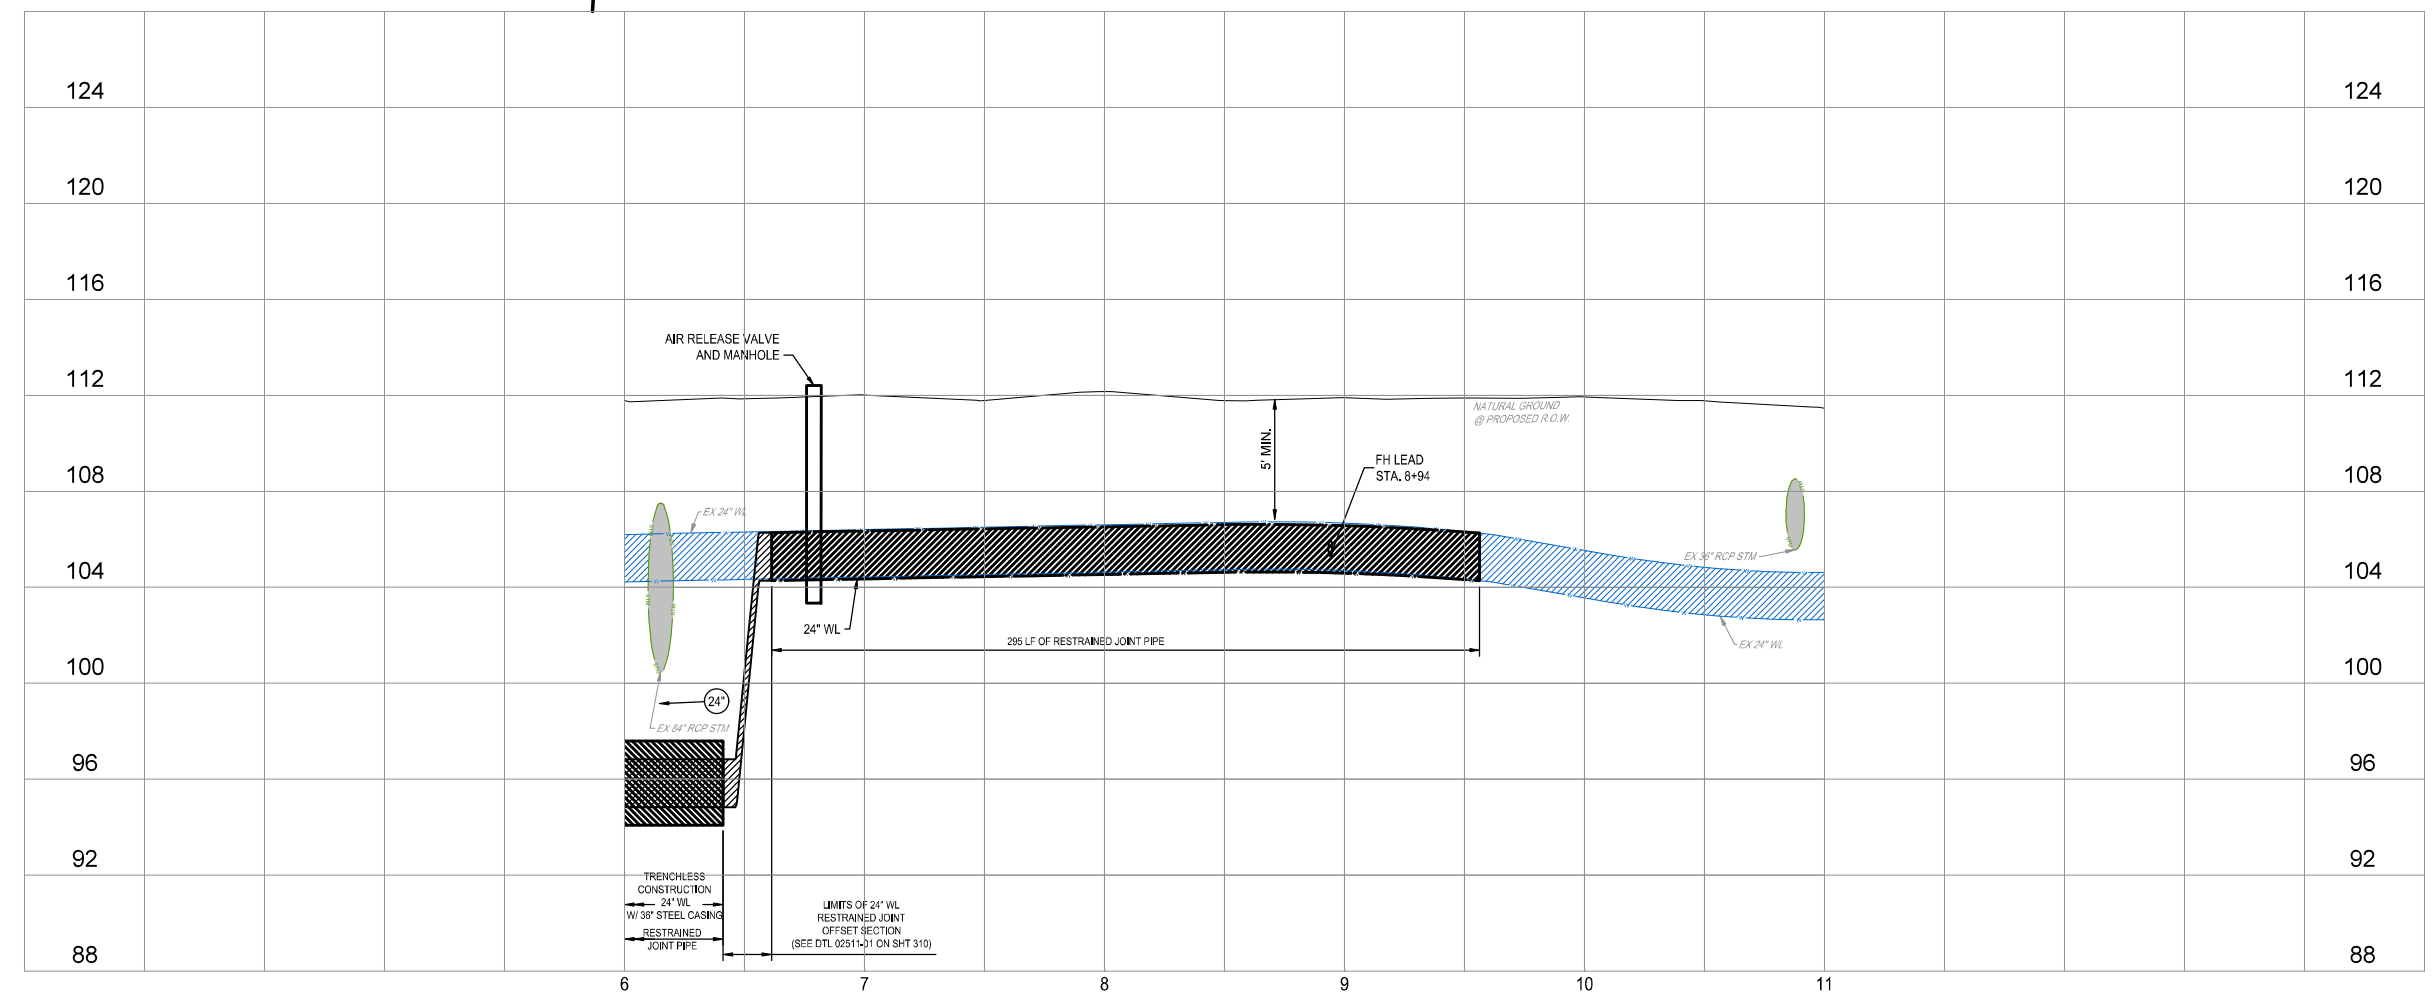 124
124
120
120
116
116
AIR RELEASE VALVE
AND MANHOLE
112
112
NATURAL GROUND
@ PROPOSED R.O.W.
5' MIN.
108
108
FH LEAD
STA. 8+94
EX 24" WL
EX 36" RCP STM
104
104
24" WL
295 LF OF RESTRAINED JOINT PIPE
EX 24" WL
100
100
24"
EX 84" RCP STM
96
96
92
92
TRENCHLESS
CONSTRUCTION
24" WL
W/ 36" STEEL CASING
RESTRAINED
JOINT PIPE
LIMITS OF 24" WL
RESTRAINED JOINT
OFFSET SECTION
(SEE DTL 02511-01 ON SHT 310)
88
88
6
7
8
9
10
11